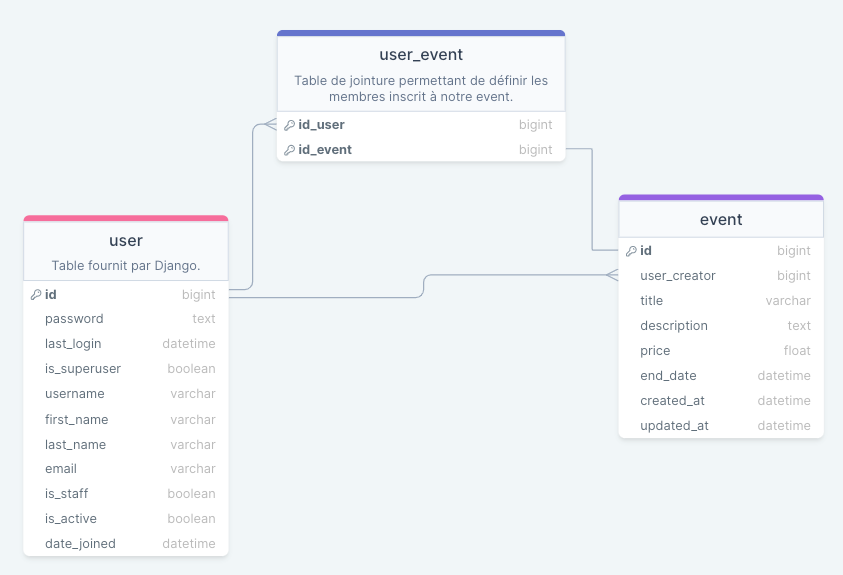 user_event
Table de jointure permettant de définir les
membres inscrit à notre event.
id_user bigint
id_event bigint
user
Table fournit par Django.
id bigint
password text
last_login datetime
is_superuser boolean
username varchar
first_name varchar
last_name varchar
email varchar
is_staff boolean
is_active boolean
date_joined datetime
event
id bigint
user_creator bigint
title varchar
description text
price float
end_date datetime
created_at datetime
updated_at datetime